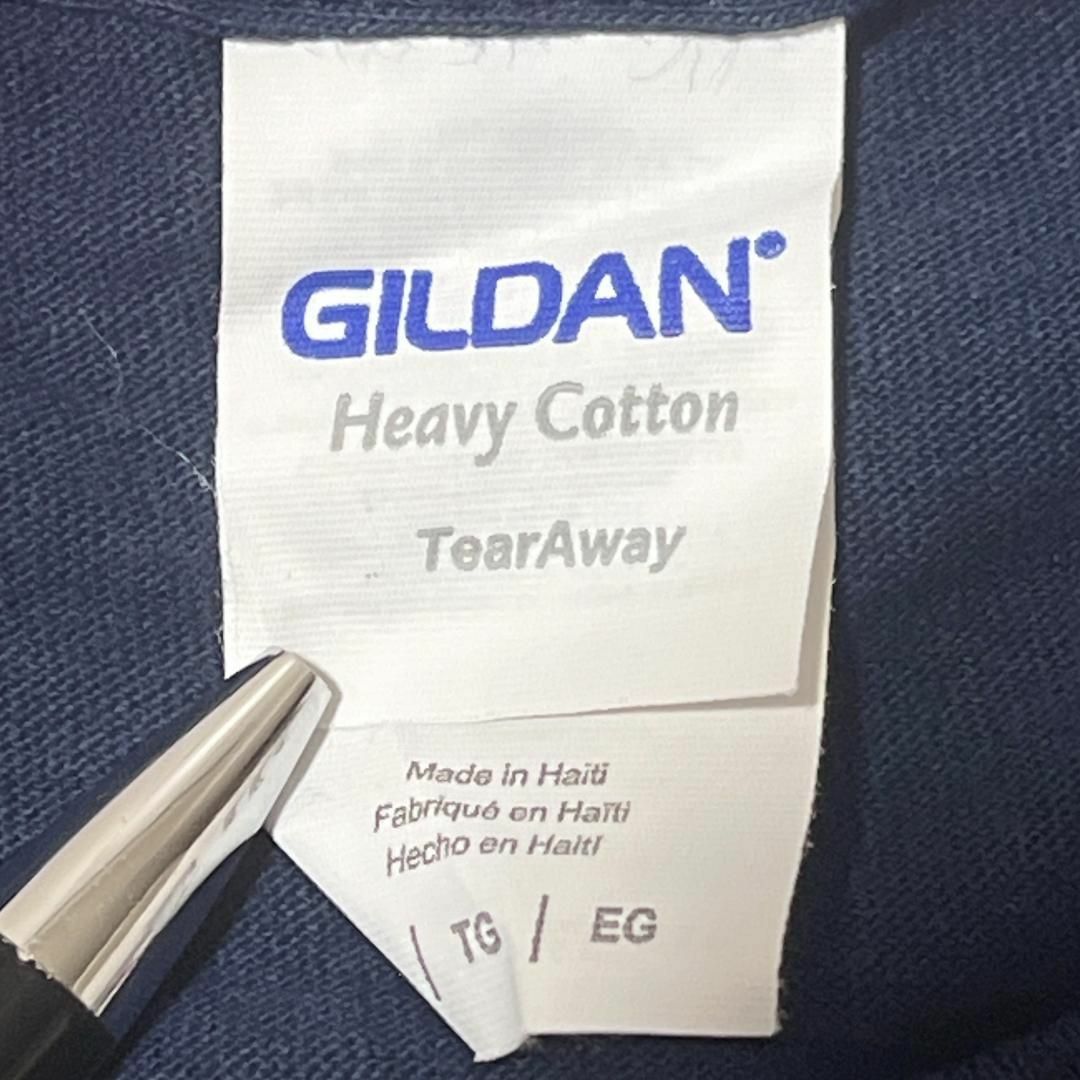 GILDAN®
Heavy Cotton
TearAway
Made in Haiti
Fabriqué en Haïti
Hecho en Haití
| TG | EG